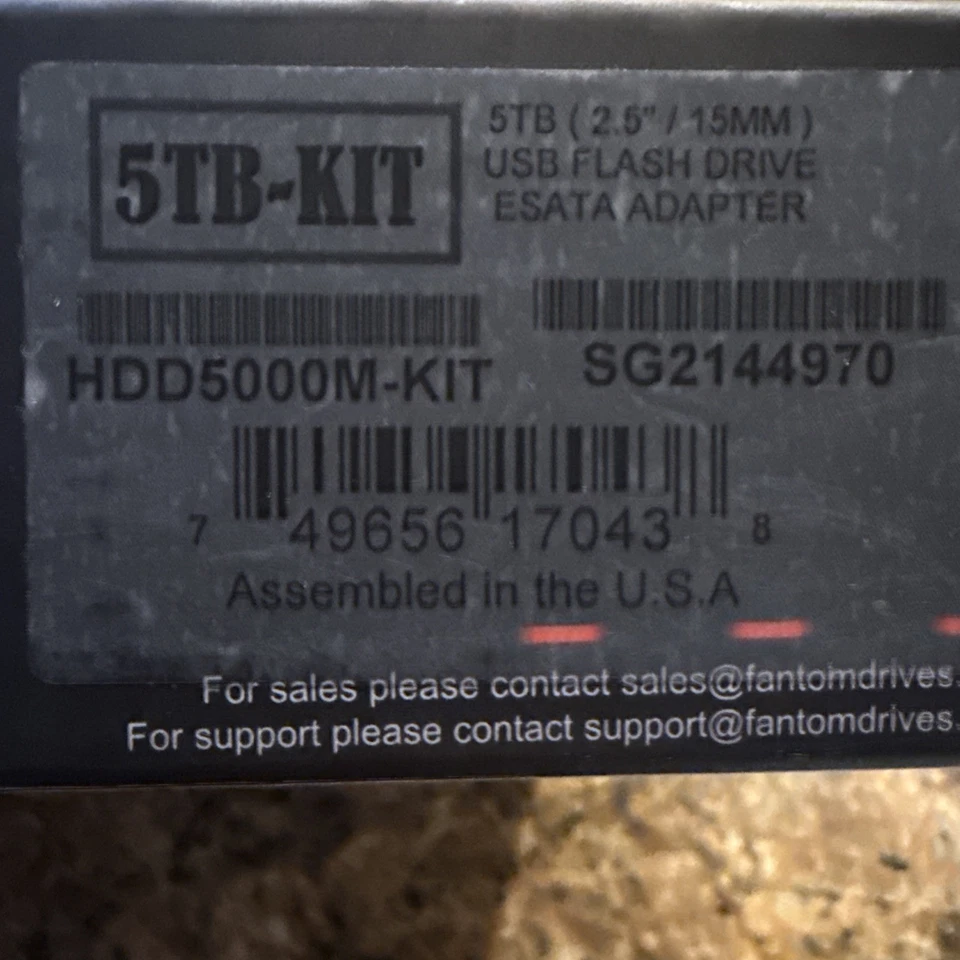 5TB-KIT
5TB ( 2.5" / 15MM )
USB FLASH DRIVE
ESATA ADAPTER
HDD5000M-KIT
SG2144970
7 49656 17043 8
Assembled in the U.S.A
For sales please contact sales@fantomdrives.
For support please contact support@fantomdrives.